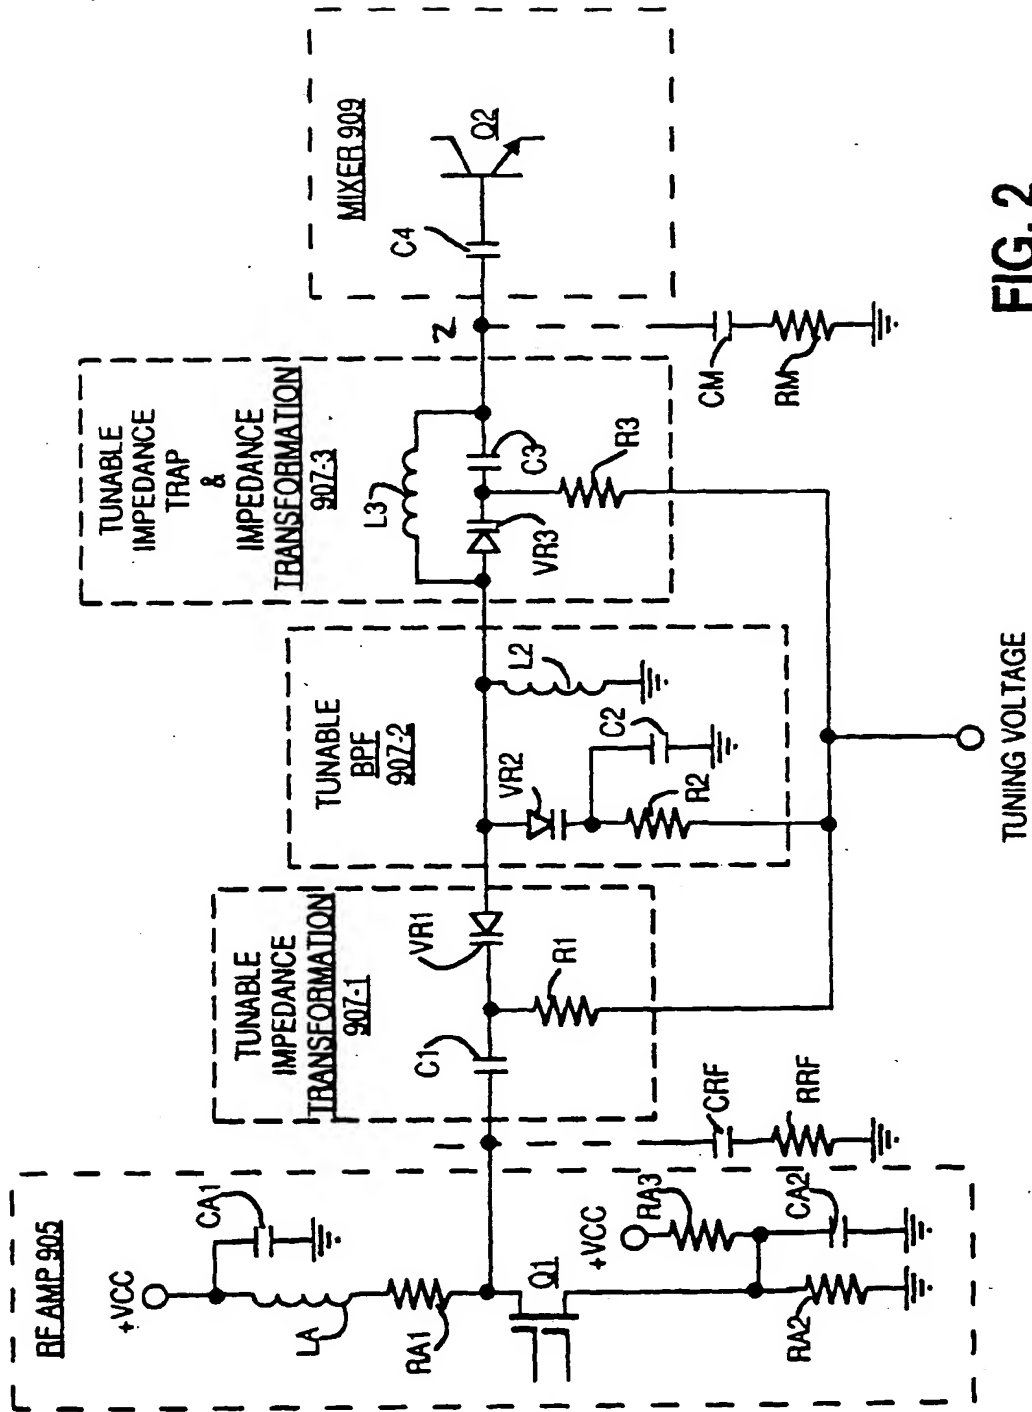 RF AMP 905
+VCC
CA1
LA
RA1
Q1
+VCC
RA3
CA2
RA2
CRF
RRF
TUNABLE
IMPEDANCE
TRANSFORMATION
907-1
C1
VR1
R1
TUNABLE
BPF
907-2
VR2
C2
L2
R2
TUNABLE
IMPEDANCE
TRAP
&
IMPEDANCE
TRANSFORMATION
907-3
L3
VR3
C3
R3
Z
CM
RM
MIXER 909
C4
Q2
TUNING VOLTAGE
FIG. 2